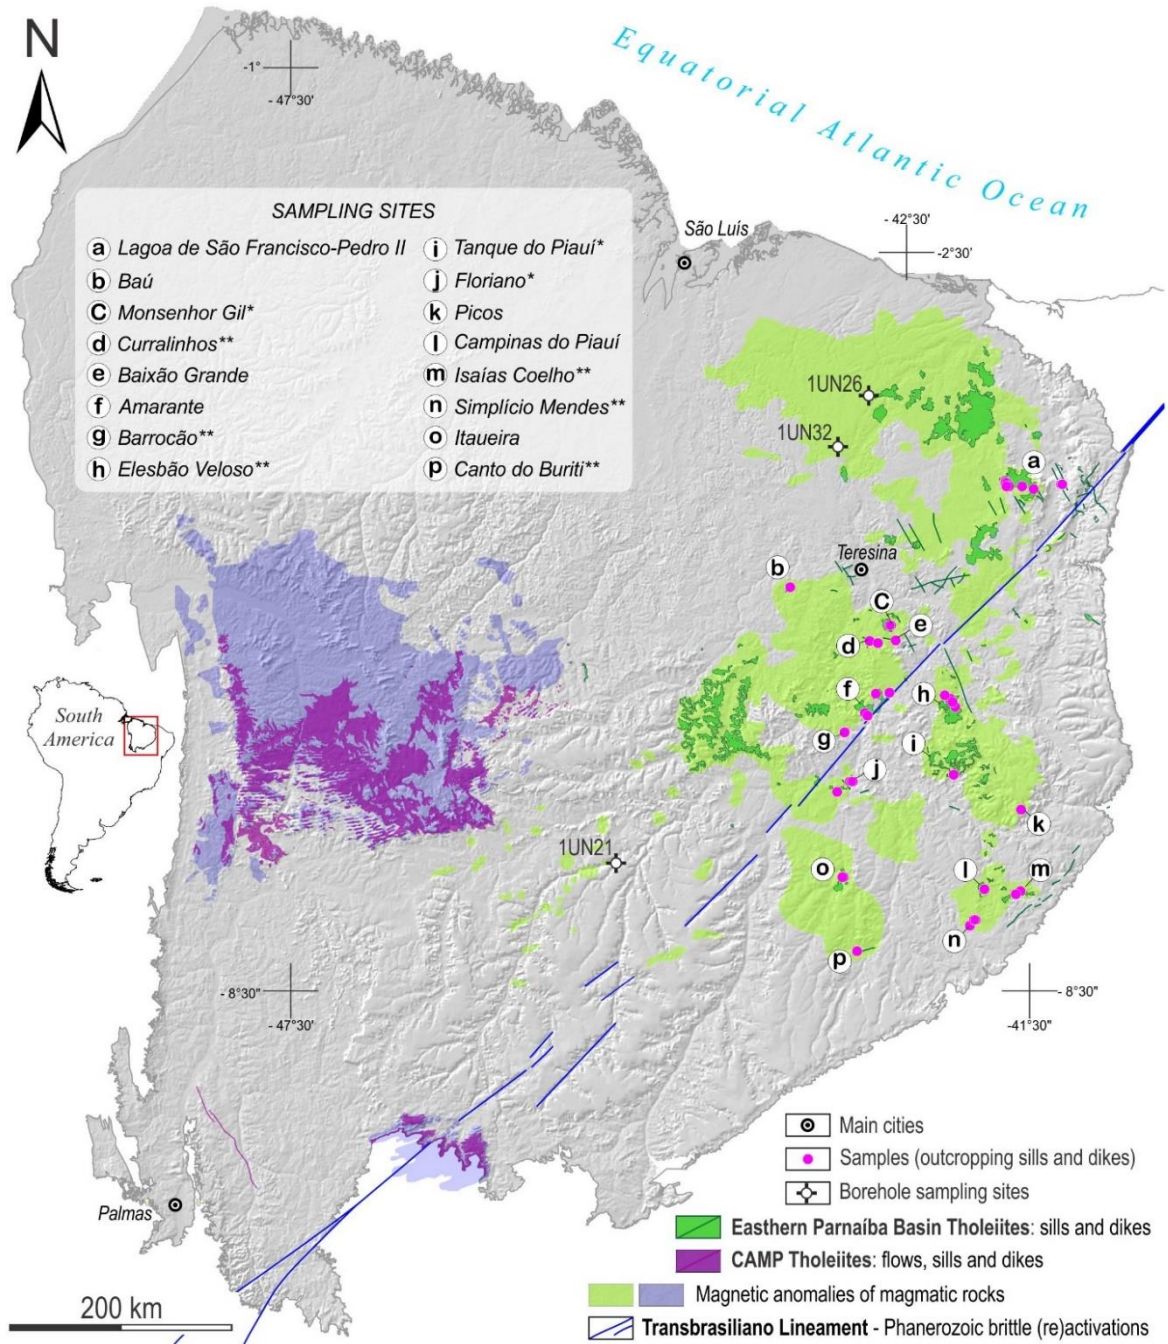 N
-1°
- 47°30'
Equatorial Atlantic Ocean
SAMPLING SITES
a Lagoa de São Francisco-Pedro II
b Baú
C Monsenhor Gil*
d Curralinhos**
e Baixão Grande
f Amarante
g Barrocão**
h Elesbão Veloso**
i Tanque do Piauí*
j Floriano*
k Picos
l Campinas do Piauí
m Isaías Coelho**
n Simplício Mendes**
o Itaueira
p Canto do Buriti**
São Luís
- 42°30'
-2°30'
1UN26
1UN32
a
Teresina
b
C
e
d
f
h
g
i
j
k
South
America
1UN21
o
l
m
n
p
- 8°30"
- 47°30'
- 8°30"
-41°30"
Palmas
200 km
Main cities
Samples (outcropping sills and dikes)
Borehole sampling sites
Easthern Parnaíba Basin Tholeiites: sills and dikes
CAMP Tholeiites: flows, sills and dikes
Magnetic anomalies of magmatic rocks
Transbrasiliano Lineament - Phanerozoic brittle (re)activations